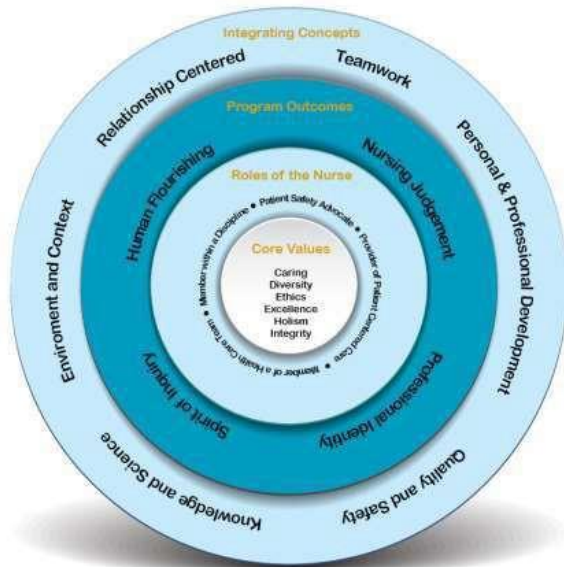 Integrating Concepts
Relationship Centered
Teamwork
Personal & Professional Development
Quality and Safety
Knowledge and Science
Enviroment and Context
Program Outcomes
Human Flourishing
Nursing Judgement
Professional Identity
Spirit of Inquiry
Roles of the Nurse
Member within a Discipline • Patient Safety Advocate • Provider of Patient Centered Care • Member of a Health Care Team •
Core Values
Caring
Diversity
Ethics
Excellence
Holism
Integrity